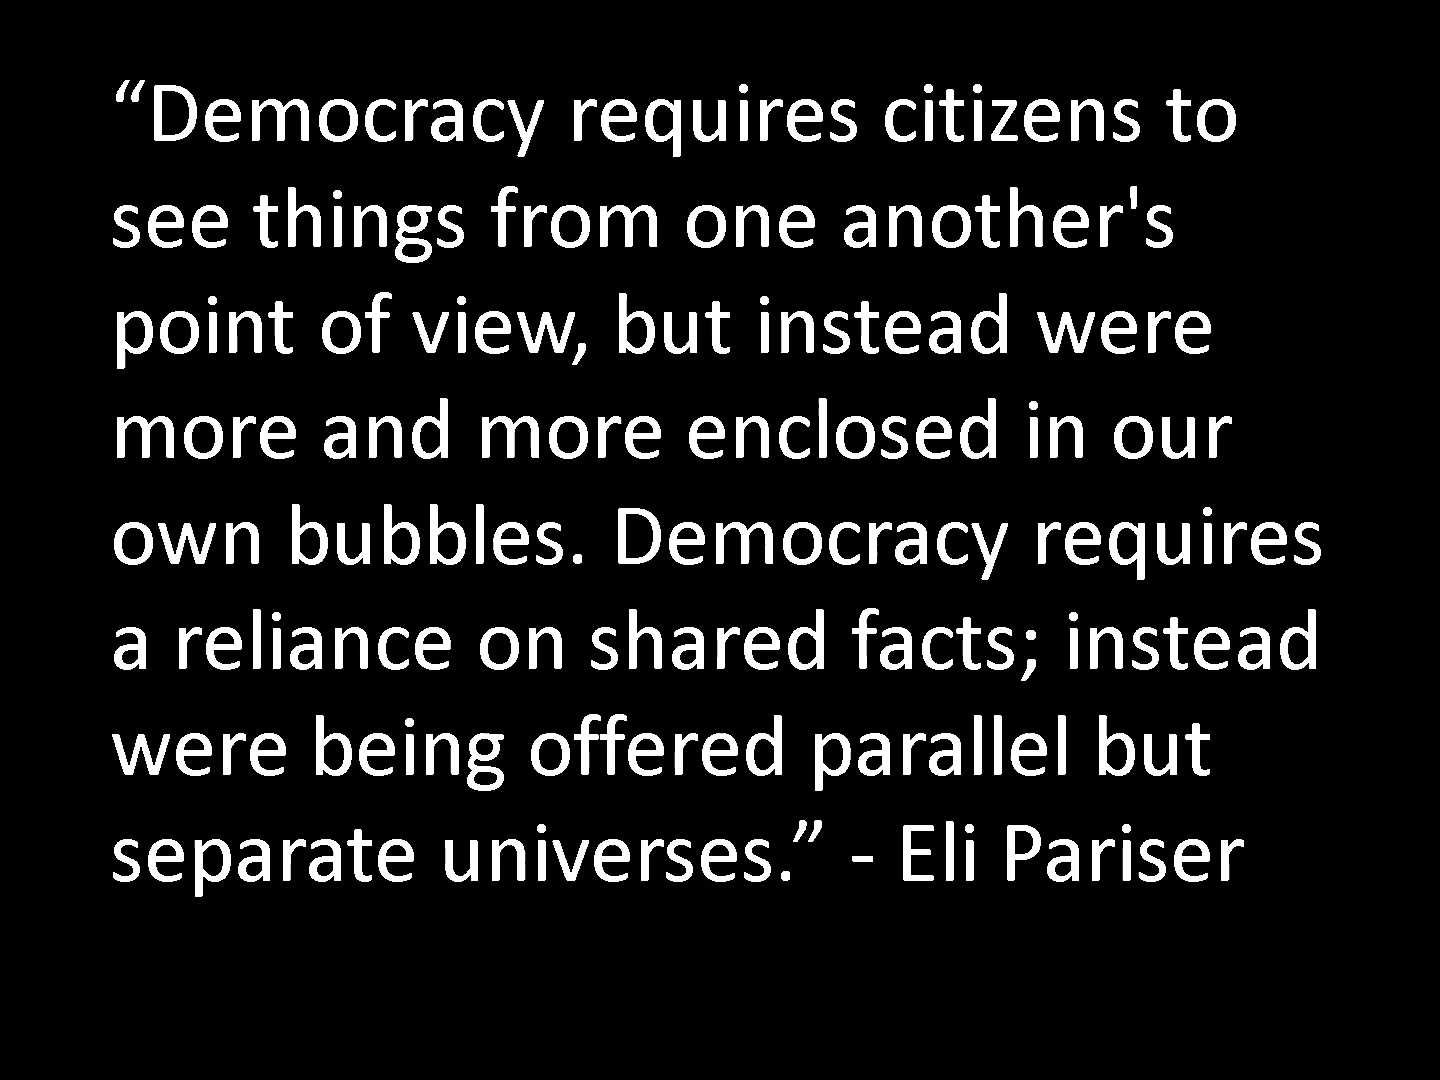 “Democracy requires citizens to
see things from one another's
point of view, but instead were
more and more enclosed in our
own bubbles. Democracy requires
a reliance on shared facts; instead
were being offered parallel but
separate universes.” - Eli Pariser